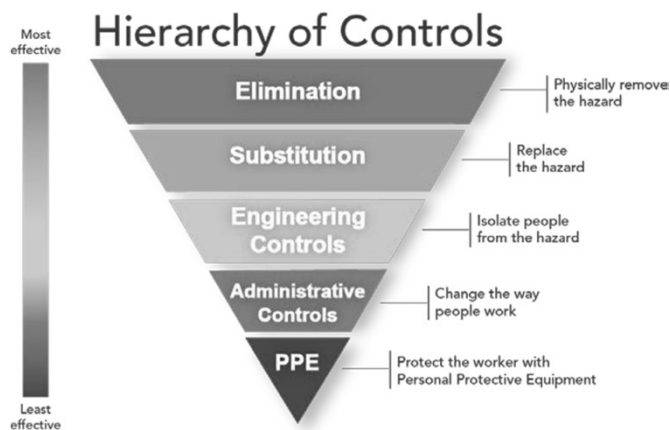 Hierarchy of Controls
Most
effective
Elimination
Physically remove
the hazard
Substitution
Replace
the hazard
Engineering
Controls
Isolate people
from the hazard
Administrative
Controls
Change the way
people work
PPE
Protect the worker with
Personal Protective Equipment
Least
effective